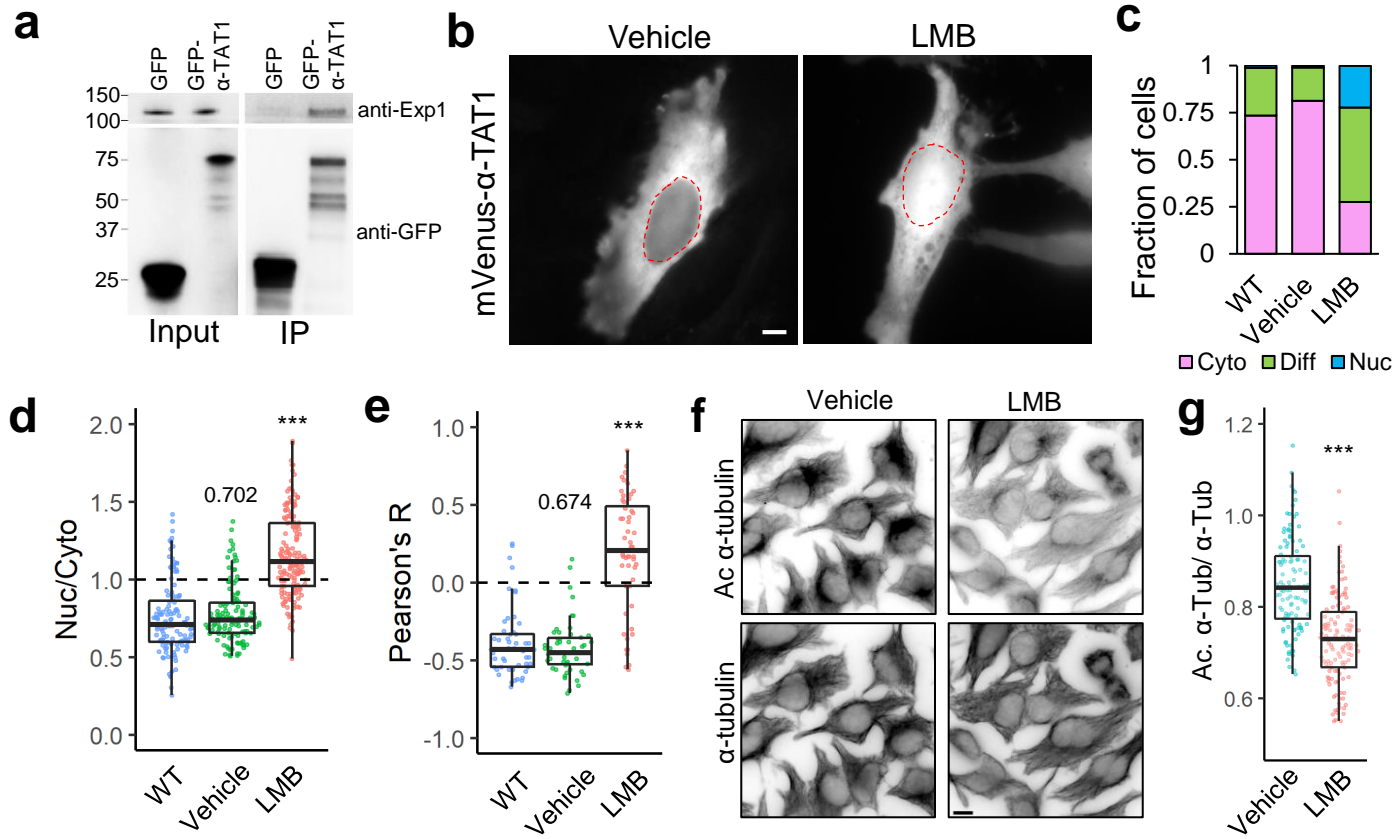 a
GFP
GFP-
α-TAT1
GFP
GFP-
α-TAT1
150
100
75
50
37
25
anti-Exp1
anti-GFP
Input
IP
b
Vehicle
LMB
mVenus-α-TAT1
c
Fraction of cells
1
0.75
0.5
0.25
0
WT
Vehicle
LMB
Cyto
Diff
Nuc
d
Nuc/Cyto
2.0
1.5
1.0
0.5
0.0
0.702
***
WT
Vehicle
LMB
e
Pearson's R
1.0
0.5
0.0
-0.5
-1.0
0.674
***
WT
Vehicle
LMB
f
Vehicle
LMB
Ac α-tubulin
α-tubulin
g
Ac. α-Tub/ α-Tub
1.2
1.0
0.8
0.6
***
Vehicle
LMB